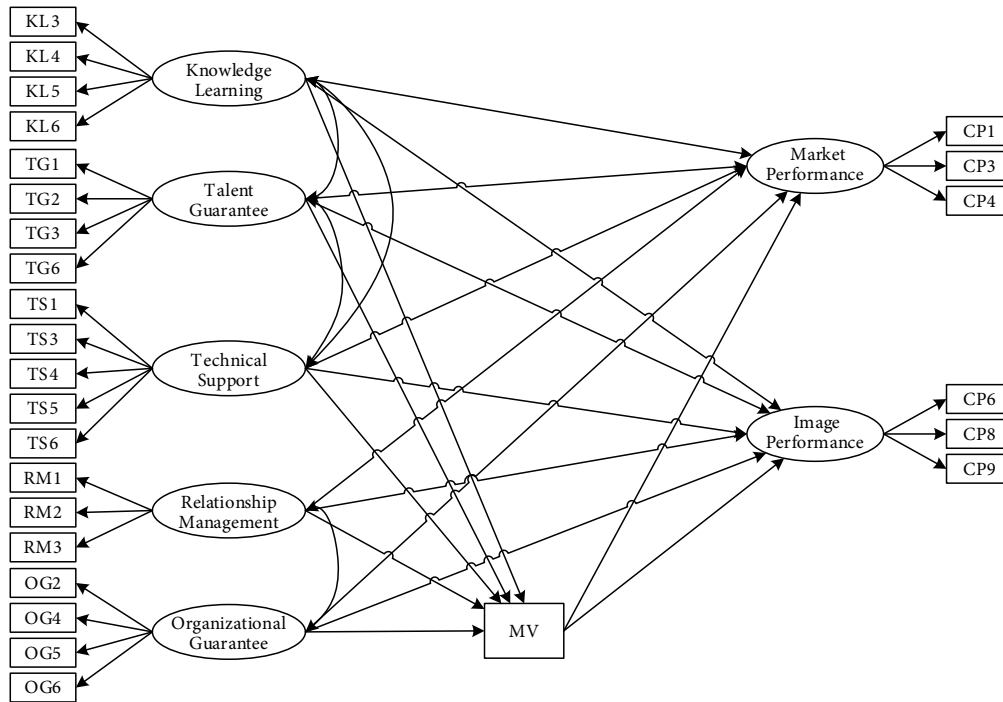 KL3
KL4
KL5
KL6
TG1
TG2
TG3
TG6
TS1
TS3
TS4
TS5
TS6
RM1
RM2
RM3
OG2
OG4
OG5
OG6
Knowledge
Learning
Talent
Guarantee
Technical
Support
Relationship
Management
Organizational
Guarantee
MV
Market
Performance
Image
Performance
CP1
CP3
CP4
CP6
CP8
CP9